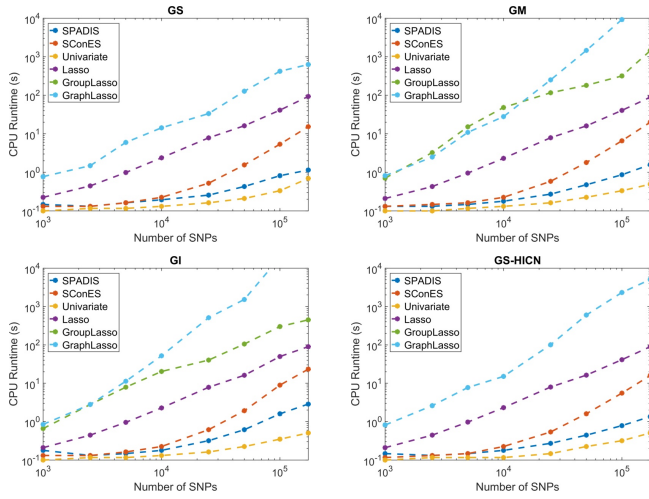 GS
CPU Runtime (s)
10^4
10^3
10^2
10^1
10^0
10^-1
SPADIS
SConES
Univariate
Lasso
GroupLasso
GraphLasso
10^3
10^4
10^5
Number of SNPs
GM
CPU Runtime (s)
10^4
10^3
10^2
10^1
10^0
10^-1
SPADIS
SConES
Univariate
Lasso
GroupLasso
GraphLasso
10^3
10^4
10^5
Number of SNPs
GI
CPU Runtime (s)
10^4
10^3
10^2
10^1
10^0
10^-1
SPADIS
SConES
Univariate
Lasso
GroupLasso
GraphLasso
10^3
10^4
10^5
Number of SNPs
GS-HICN
CPU Runtime (s)
10^4
10^3
10^2
10^1
10^0
10^-1
SPADIS
SConES
Univariate
Lasso
GroupLasso
GraphLasso
10^3
10^4
10^5
Number of SNPs